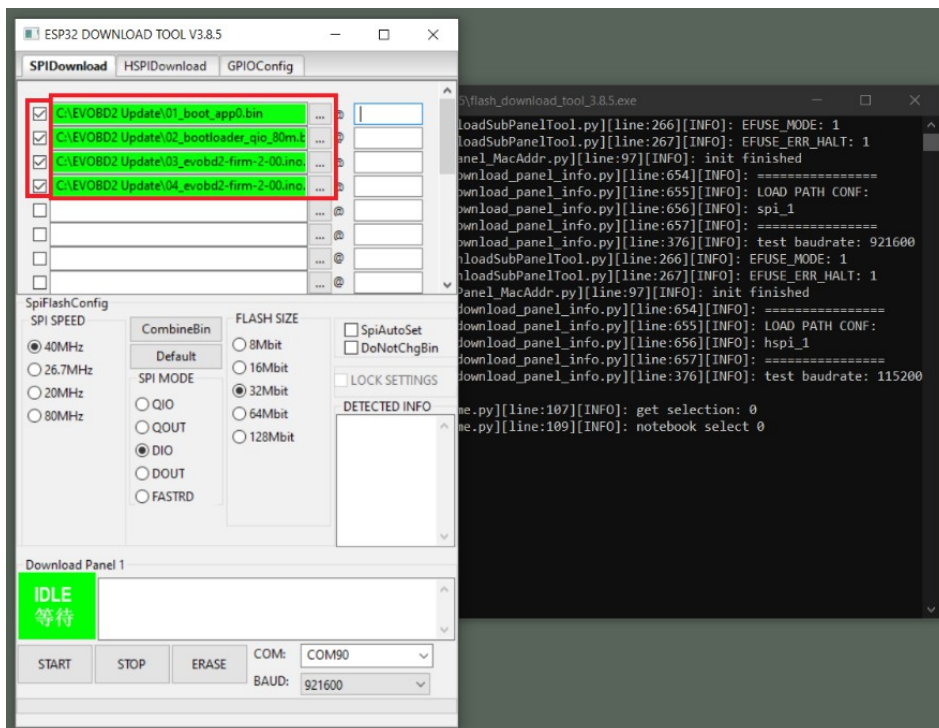 ESP32 DOWNLOAD TOOL V3.8.5
SPIDownload HSPIDownload GPIOConfig
C:\EVOBD2 Update\01_boot_app0.bin ... @
C:\EVOBD2 Update\02_bootloader_qio_80m.b ... @
C:\EVOBD2 Update\03_evobd2-firm-2-00.ino. ... @
C:\EVOBD2 Update\04_evobd2-firm-2-00.ino. ... @
... @
... @
... @
... @
SpiFlashConfig
SPI SPEED
40MHz
26.7MHz
20MHz
80MHz
CombineBin
Default
SPI MODE
QIO
QOUT
DIO
DOUT
FASTRD
FLASH SIZE
8Mbit
16Mbit
32Mbit
64Mbit
128Mbit
SpiAutoSet
DoNotChgBin
LOCK SETTINGS
DETECTED INFO
Download Panel 1
IDLE
等待
START STOP ERASE
COM: COM90
BAUD: 921600
5\flash_download_tool_3.8.5.exe
loadSubPanelTool.py][line:266][INFO]: EFUSE_MODE: 1
loadSubPanelTool.py][line:267][INFO]: EFUSE_ERR_HALT: 1
anel_MacAddr.py][line:97][INFO]: init finished
ownload_panel_info.py][line:654][INFO]: ================
ownload_panel_info.py][line:655][INFO]: LOAD PATH CONF:
ownload_panel_info.py][line:656][INFO]: spi_1
ownload_panel_info.py][line:657][INFO]: ================
ownload_panel_info.py][line:376][INFO]: test baudrate: 921600
nloadSubPanelTool.py][line:266][INFO]: EFUSE_MODE: 1
nloadSubPanelTool.py][line:267][INFO]: EFUSE_ERR_HALT: 1
Panel_MacAddr.py][line:97][INFO]: init finished
download_panel_info.py][line:654][INFO]: ================
download_panel_info.py][line:655][INFO]: LOAD PATH CONF:
download_panel_info.py][line:656][INFO]: hspi_1
download_panel_info.py][line:657][INFO]: ================
download_panel_info.py][line:376][INFO]: test baudrate: 115200
me.py][line:107][INFO]: get selection: 0
me.py][line:109][INFO]: notebook select 0